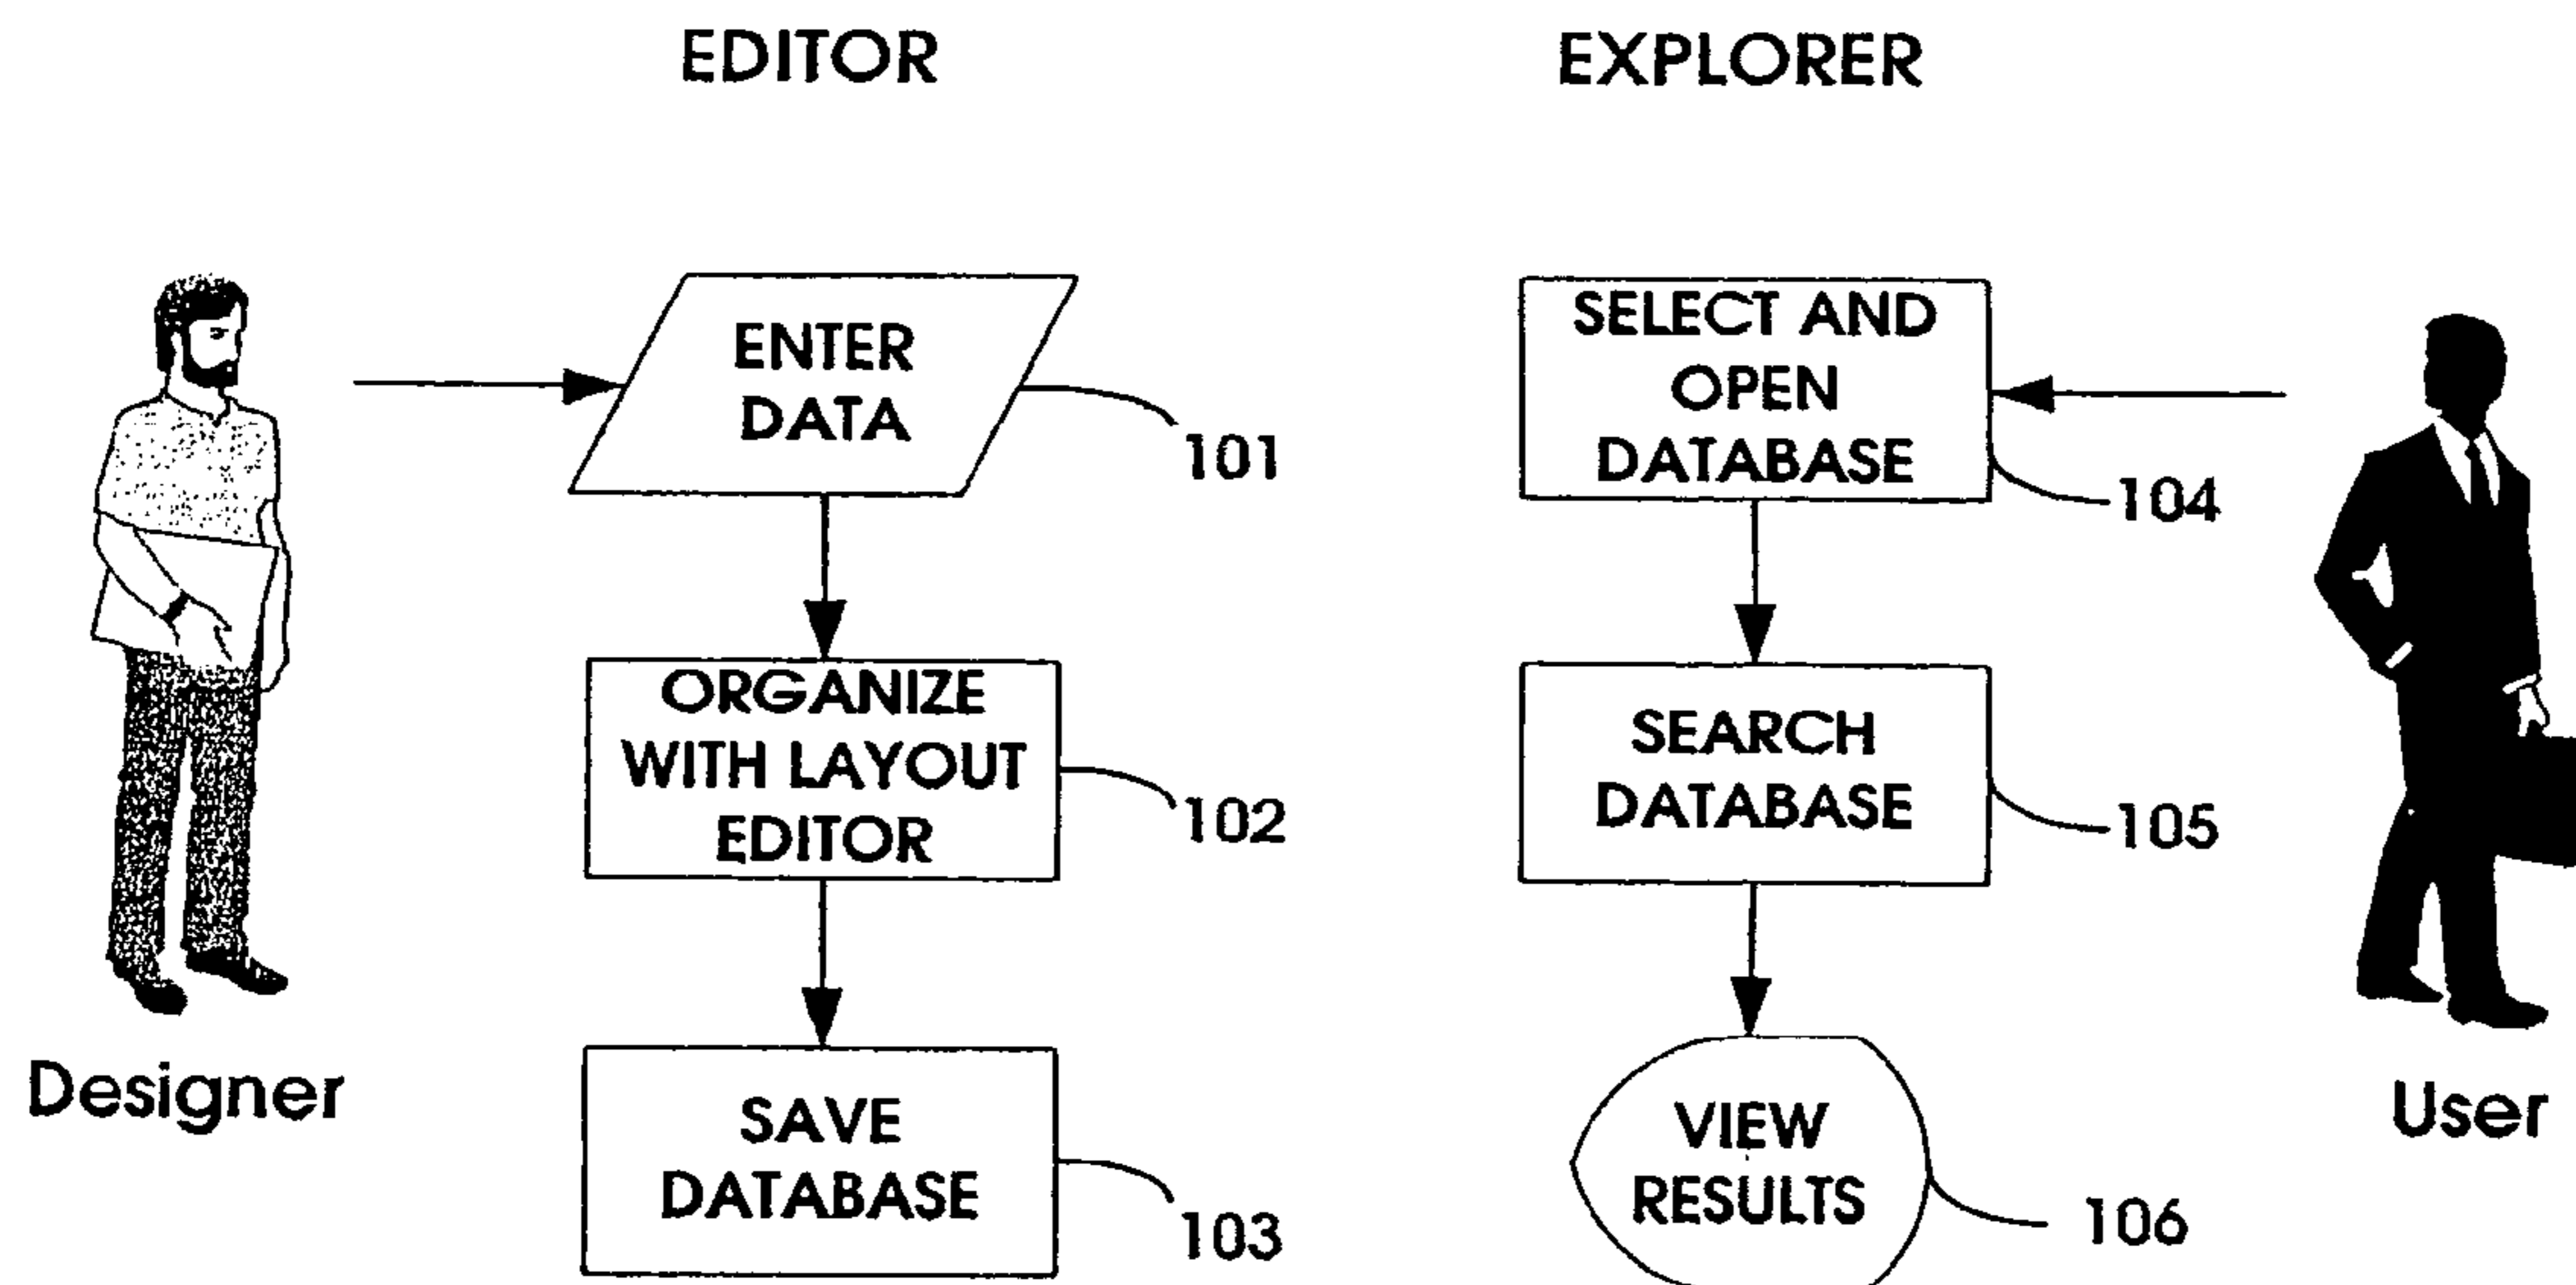 EDITOR
EXPLORER
ENTER
DATA
101
ORGANIZE
WITH LAYOUT
EDITOR
102
SAVE
DATABASE
103
Designer
SELECT AND
OPEN
DATABASE
104
SEARCH
DATABASE
105
VIEW
RESULTS
106
User